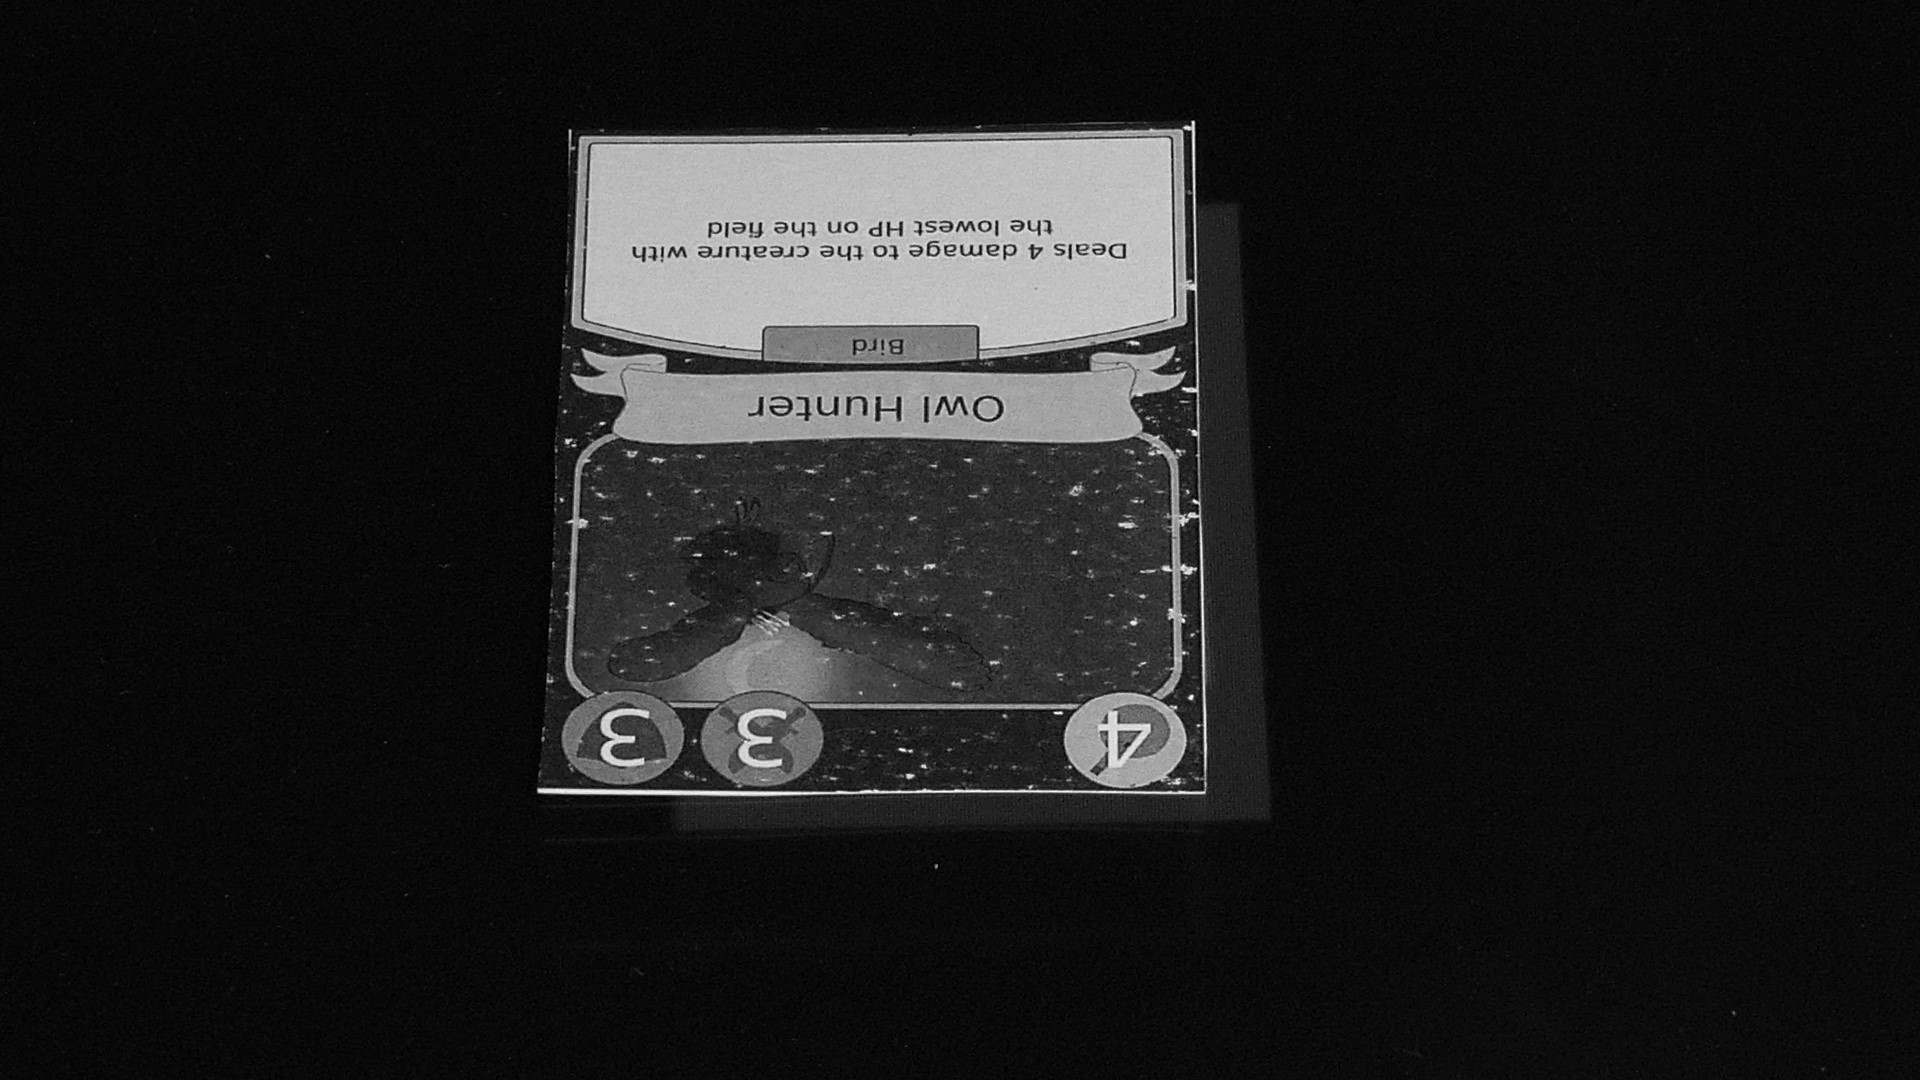 4 3 3
Owl Hunter
Bird
Deals 4 damage to the creature with
the lowest HP on the field